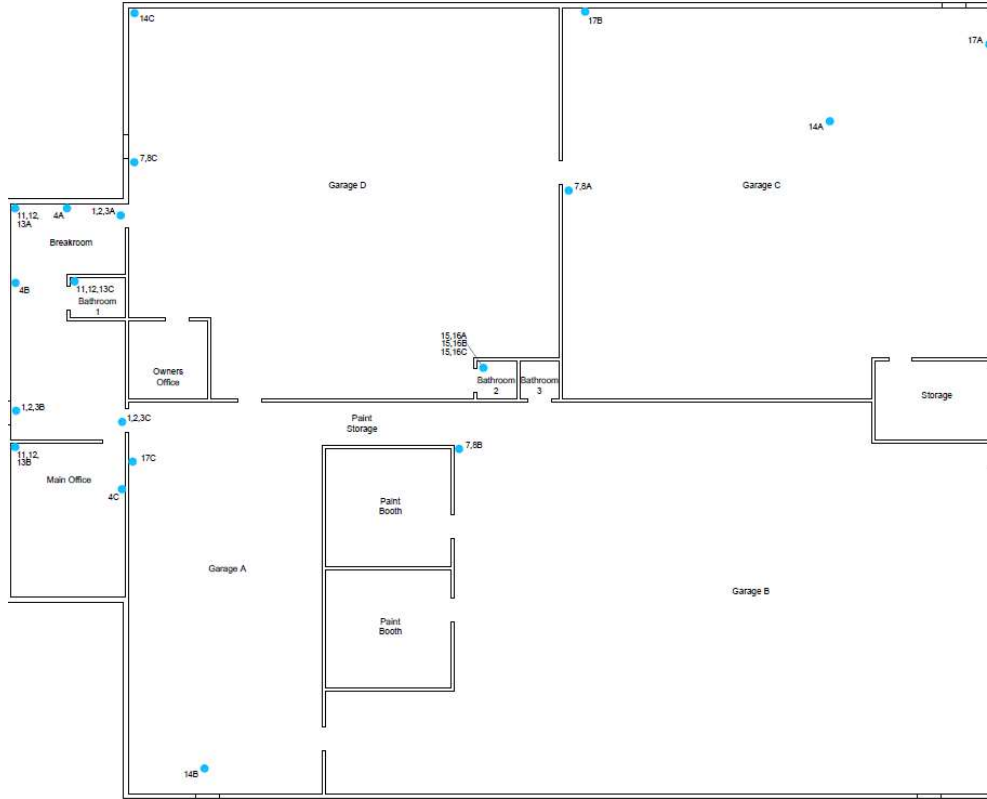 14C
17B
17A
14A
7,8C
Garage D
Garage C
7,8A
11,12,
13A
4A
1,2,3A
Breakroom
4B
11,12,13C
Bathroom
1
15,16A
15,16B
15,16C
Owners
Office
Bathroom
2
Bathroom
3
Storage
1,2,3B
1,2,3C
Paint
Storage
11,12,
13B
17C
7,8B
Main Office
4C
Paint
Booth
Garage A
Garage B
Paint
Booth
14B